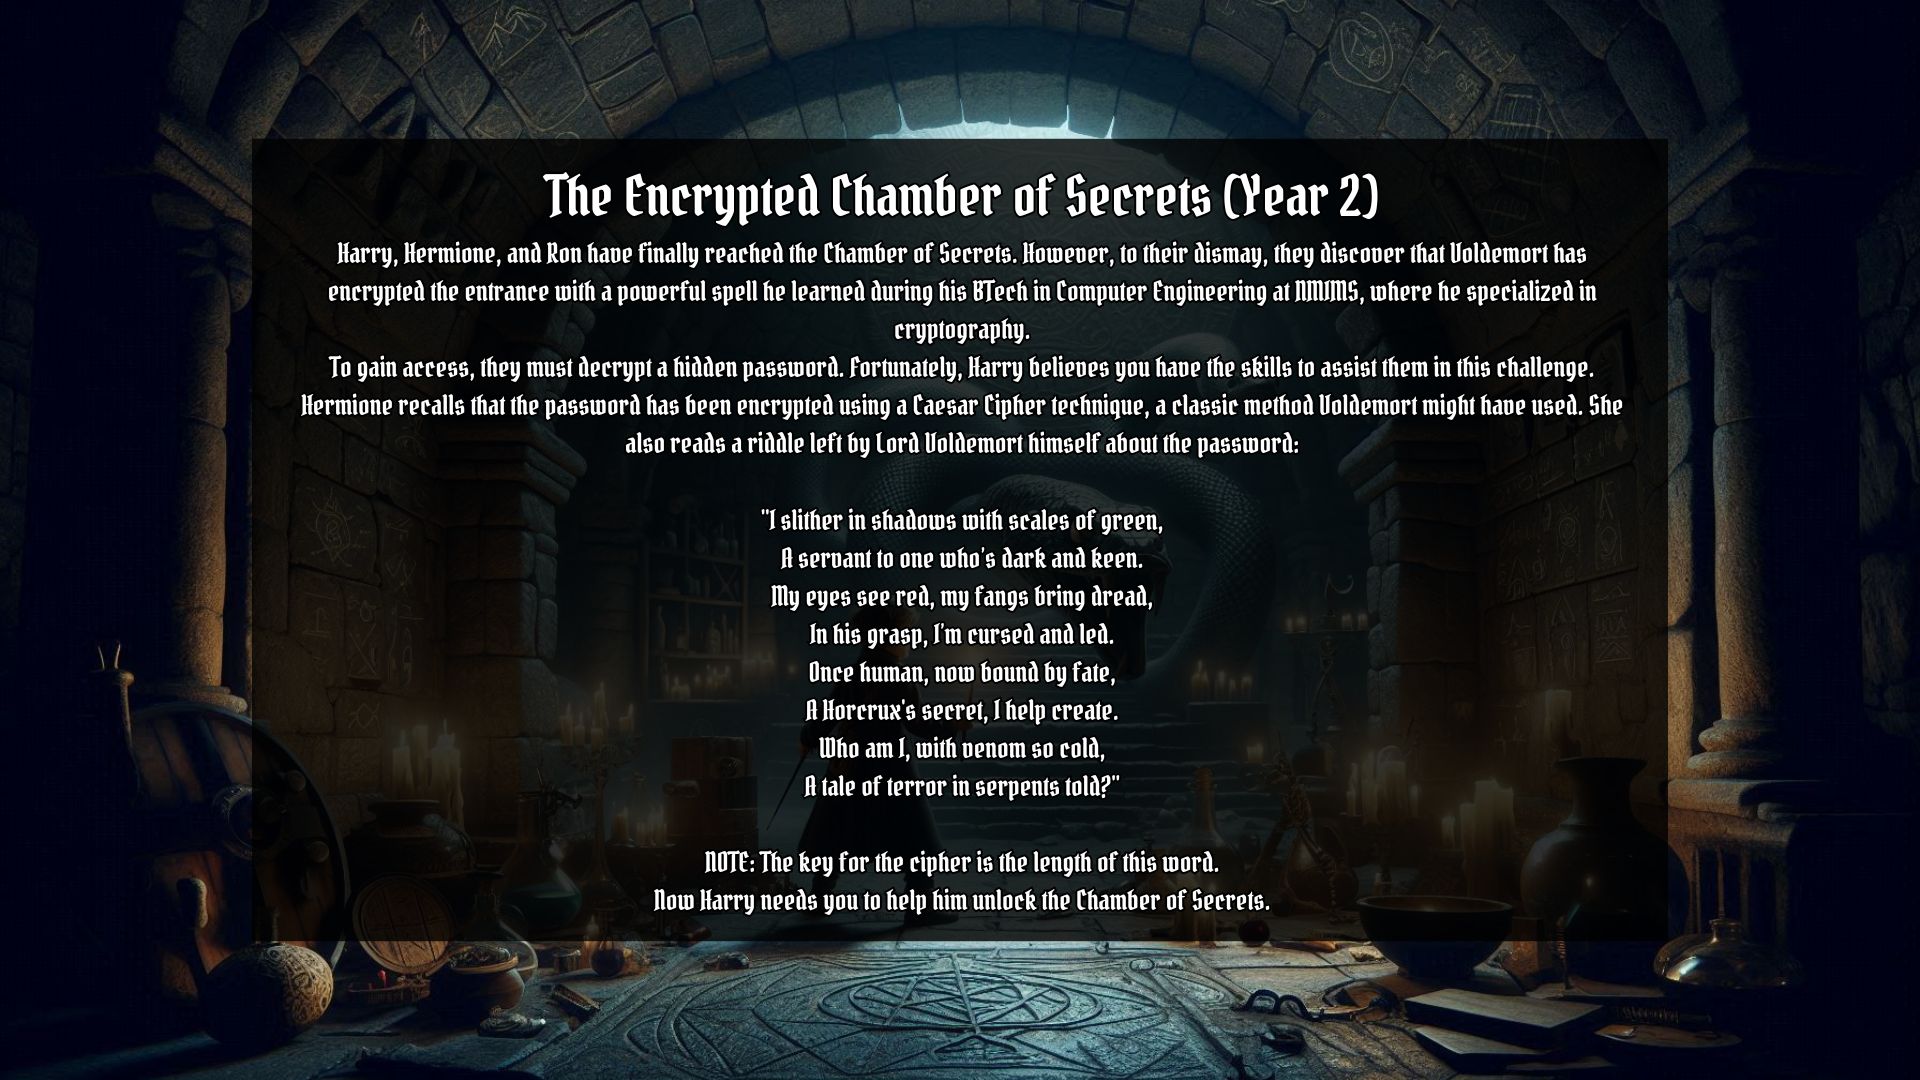 The Encrypted Chamber of Secrets (Year 2)
Harry, Hermione, and Ron have finally reached the Chamber of Secrets. However, to their dismay, they discover that Voldemort has
encrypted the entrance with a powerful spell he learned during his BTech in Computer Engineering at NMIMS, where he specialized in
cryptography.
To gain access, they must decrypt a hidden password. Fortunately, Harry believes you have the skills to assist them in this challenge.
Hermione recalls that the password has been encrypted using a Caesar Cipher technique, a classic method Voldemort might have used. She
also reads a riddle left by Lord Voldemort himself about the password:
"I slither in shadows with scales of green,
A servant to one who's dark and keen.
My eyes see red, my fangs bring dread,
In his grasp, I'm cursed and led.
Once human, now bound by fate,
A Horcrux's secret, I help create.
Who am I, with venom so cold,
A tale of terror in serpents told?"
NOTE: The key for the cipher is the length of this word.
Now Harry needs you to help him unlock the Chamber of Secrets.